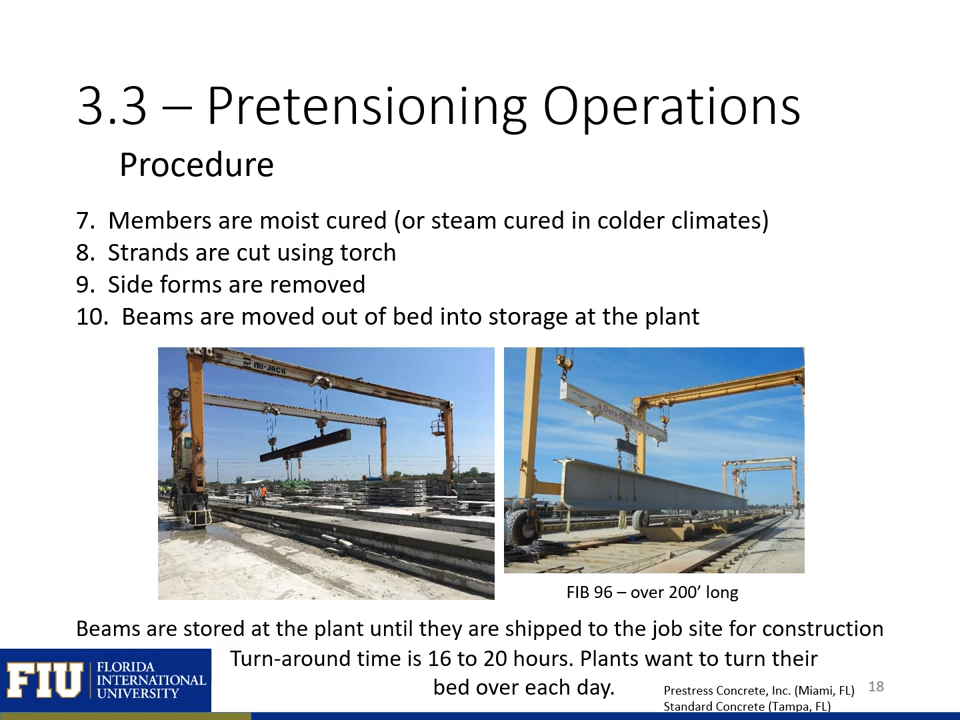 3.3 – Pretensioning Operations
Procedure
7. Members are moist cured (or steam cured in colder climates)
8. Strands are cut using torch
9. Side forms are removed
10. Beams are moved out of bed into storage at the plant
MI-JACK
FIB 96 – over 200’ long
Beams are stored at the plant until they are shipped to the job site for construction
Turn-around time is 16 to 20 hours. Plants want to turn their
bed over each day.
Prestress Concrete, Inc. (Miami, FL)
Standard Concrete (Tampa, FL)
18
FIU
FLORIDA
INTERNATIONAL
UNIVERSITY